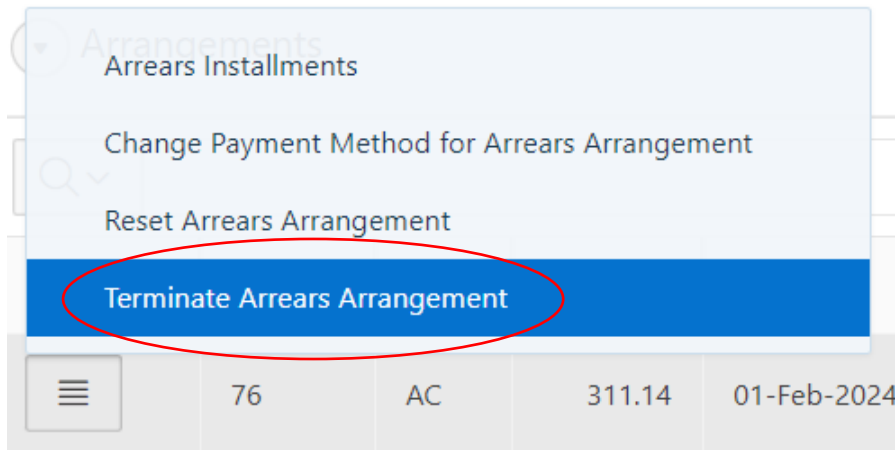 Arrangements
Arrears Installments
Change Payment Method for Arrears Arrangement
Reset Arrears Arrangement
Terminate Arrears Arrangement
76 AC 311.14 01-Feb-2024